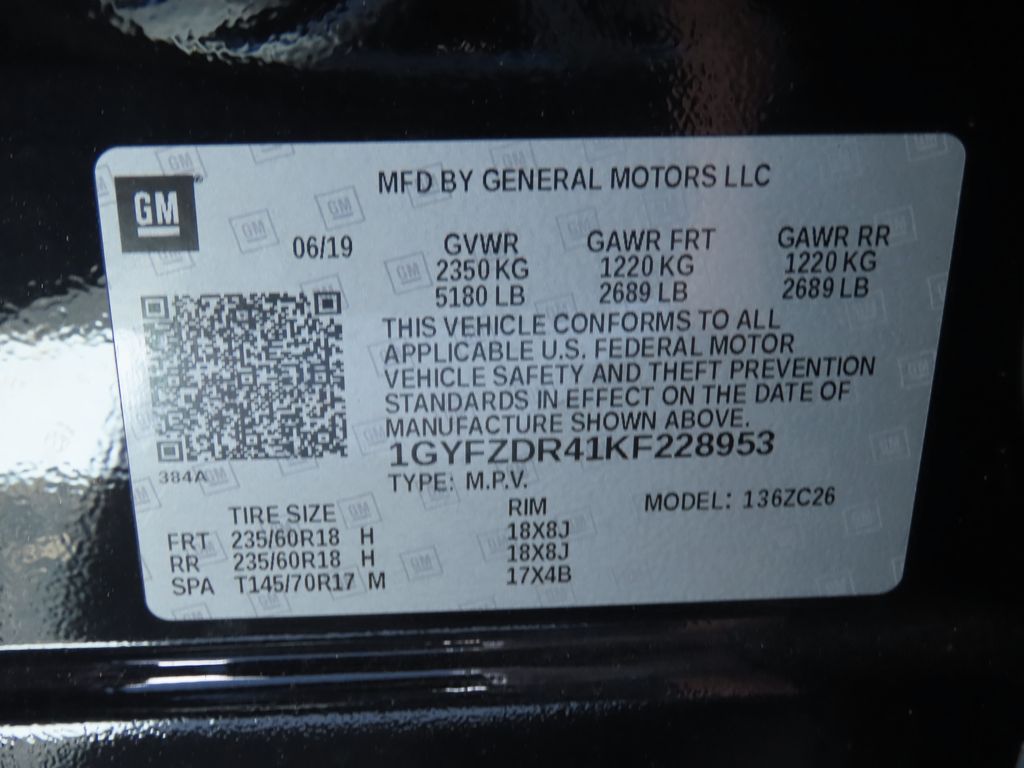 GM
MFD BY GENERAL MOTORS LLC
06/19
GVWR GAWR FRT GAWR RR
2350 KG 1220 KG 1220 KG
5180 LB 2689 LB 2689 LB
THIS VEHICLE CONFORMS TO ALL
APPLICABLE U.S. FEDERAL MOTOR
VEHICLE SAFETY AND THEFT PREVENTION
STANDARDS IN EFFECT ON THE DATE OF
MANUFACTURE SHOWN ABOVE.
1GYFZDR41KF228953
384A
TYPE: M.P.V.
TIRE SIZE RIM MODEL: 136ZC26
FRT 235/60R18 H 18X8J
RR 235/60R18 H 18X8J
SPA T145/70R17 M 17X4B